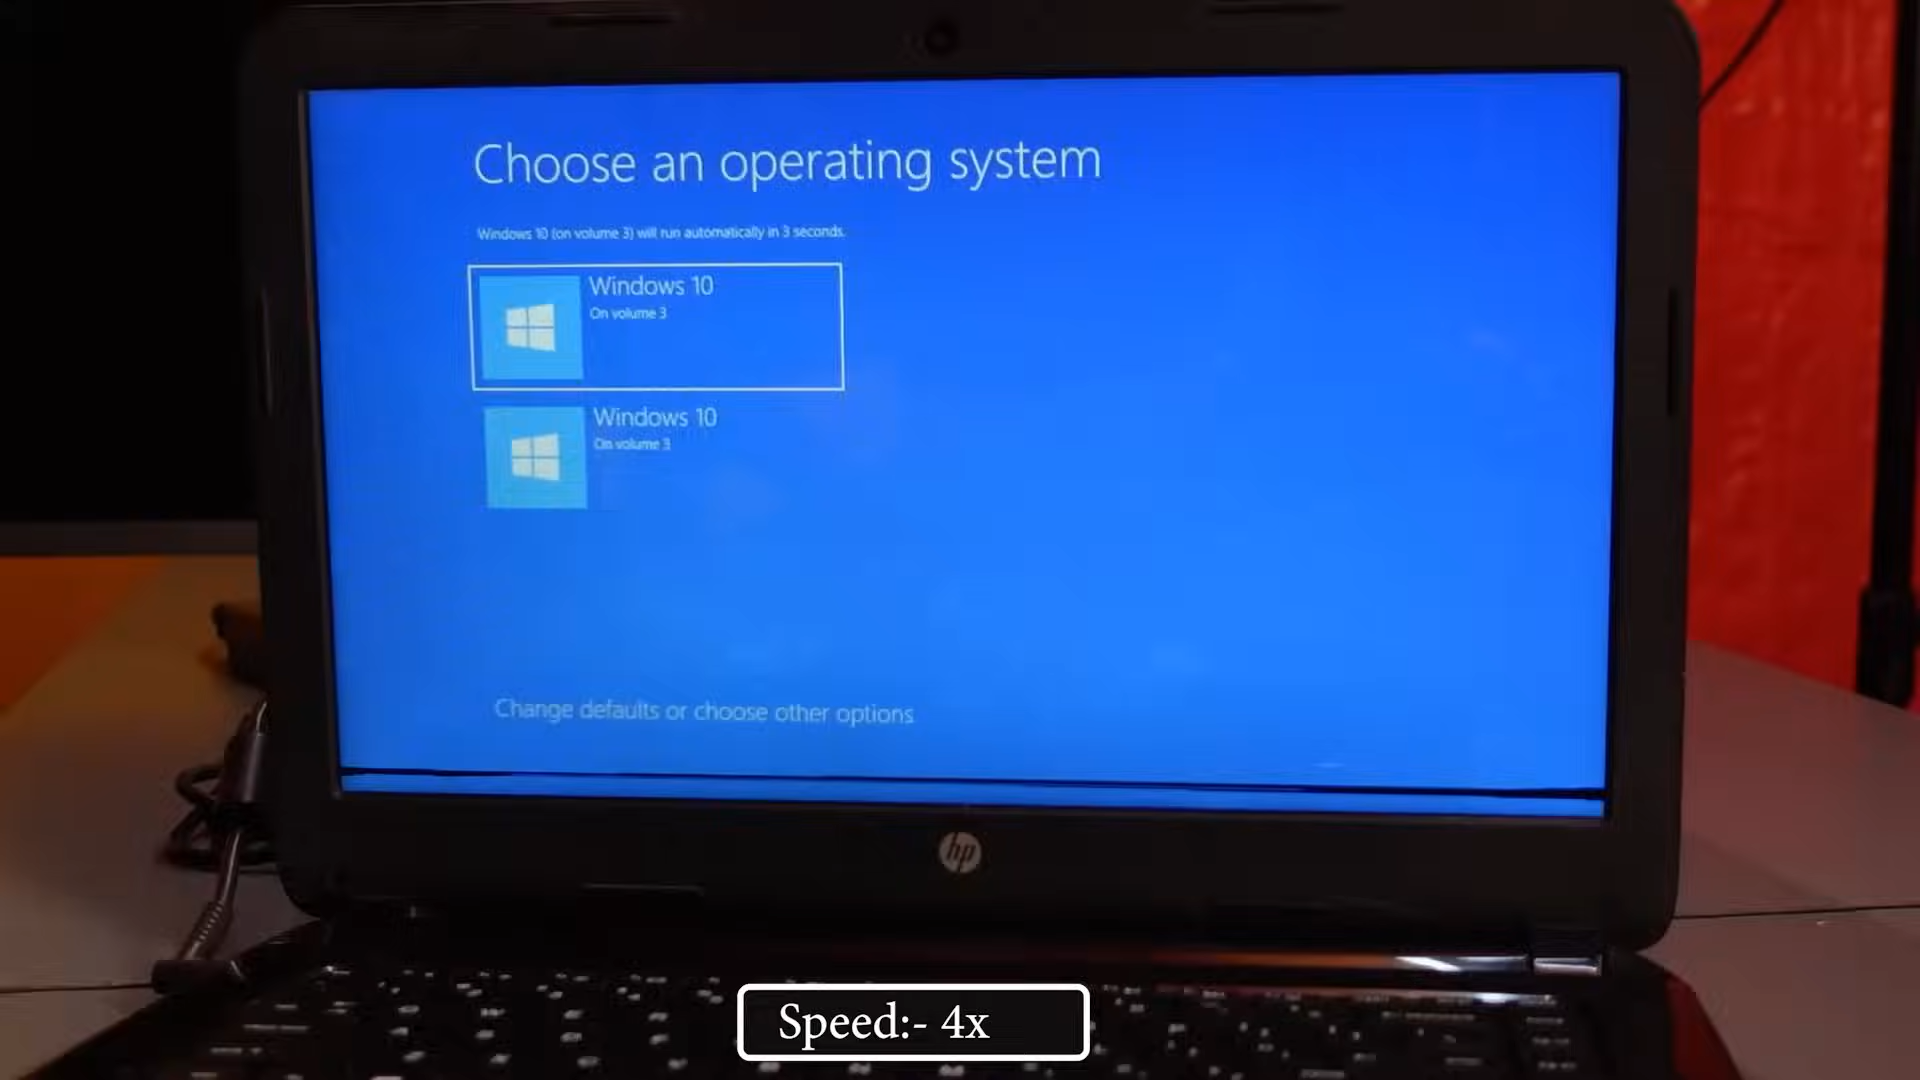 Choose an operating system
Windows 10 (on volume 3) will run automatically in 3 seconds.
Windows 10
On volume 3
Windows 10
On volume 3
Change defaults or choose other options
hp
Speed:- 4x